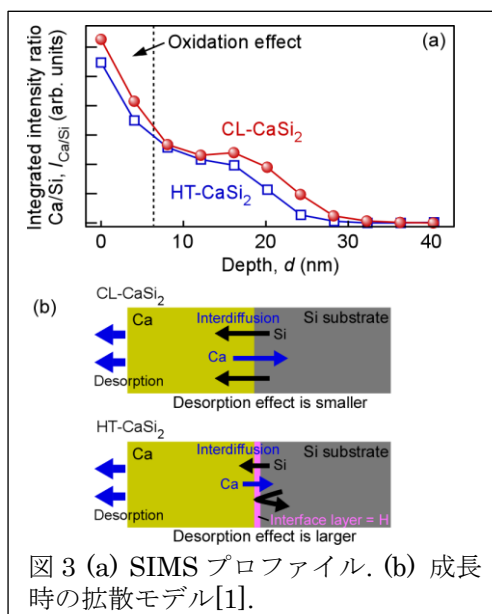 (a)
Oxidation effect
Integrated intensity ratio
Ca/Si, I_Ca/Si (arb. units)
CL-CaSi₂
HT-CaSi₂
0 10 20 30 40
Depth, d (nm)
(b)
CL-CaSi₂
Ca
Interdiffusion
Si substrate
Si
Ca
Desorption
Desorption effect is smaller
HT-CaSi₂
Ca
Interdiffusion
Si substrate
Si
Ca
Desorption
Interface layer = H
Desorption effect is larger
図 3 (a) SIMS プロファイル. (b) 成長
時の拡散モデル[1].